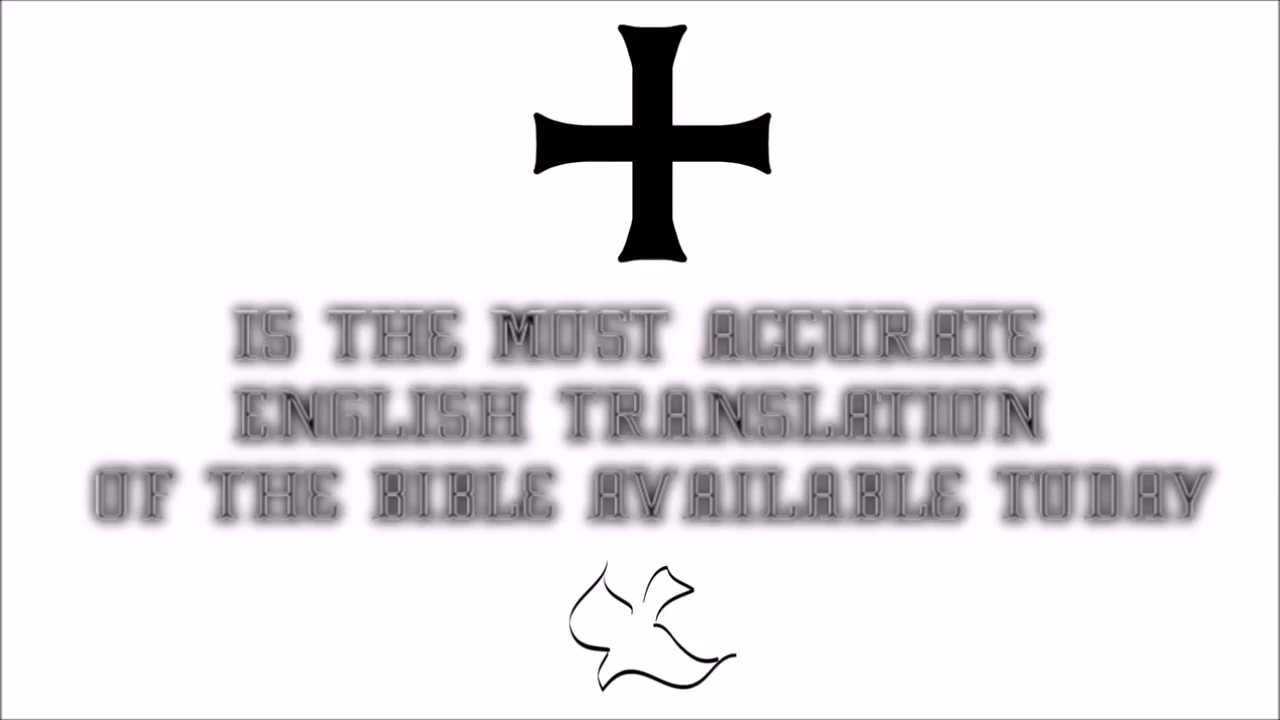 IS THE MOST ACCURATE
ENGLISH TRANSLATION
OF THE BIBLE AVAILABLE TODAY